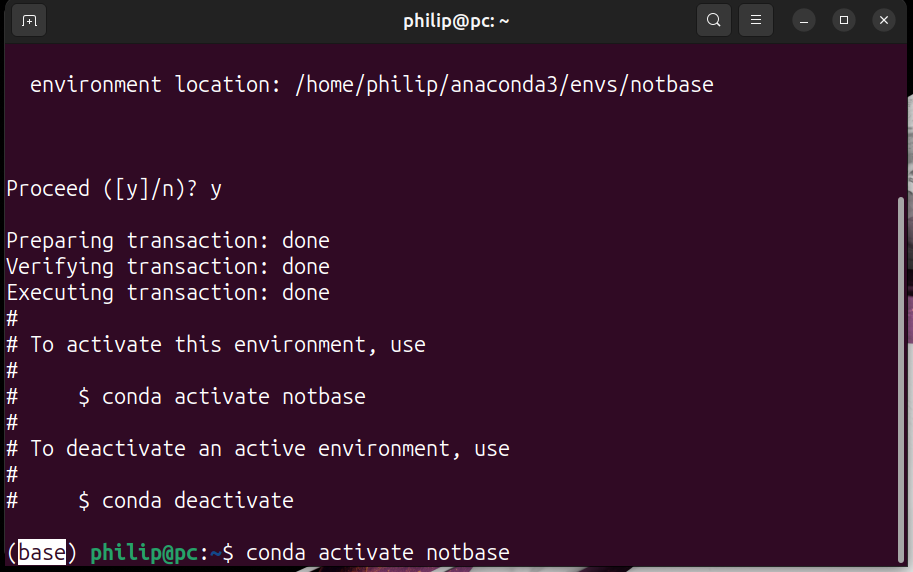 philip@pc: ~
environment location: /home/philip/anaconda3/envs/notbase
Proceed ([y]/n)? y
Preparing transaction: done
Verifying transaction: done
Executing transaction: done
#
# To activate this environment, use
#
#     $ conda activate notbase
#
# To deactivate an active environment, use
#
#     $ conda deactivate
(base) philip@pc:~$ conda activate notbase